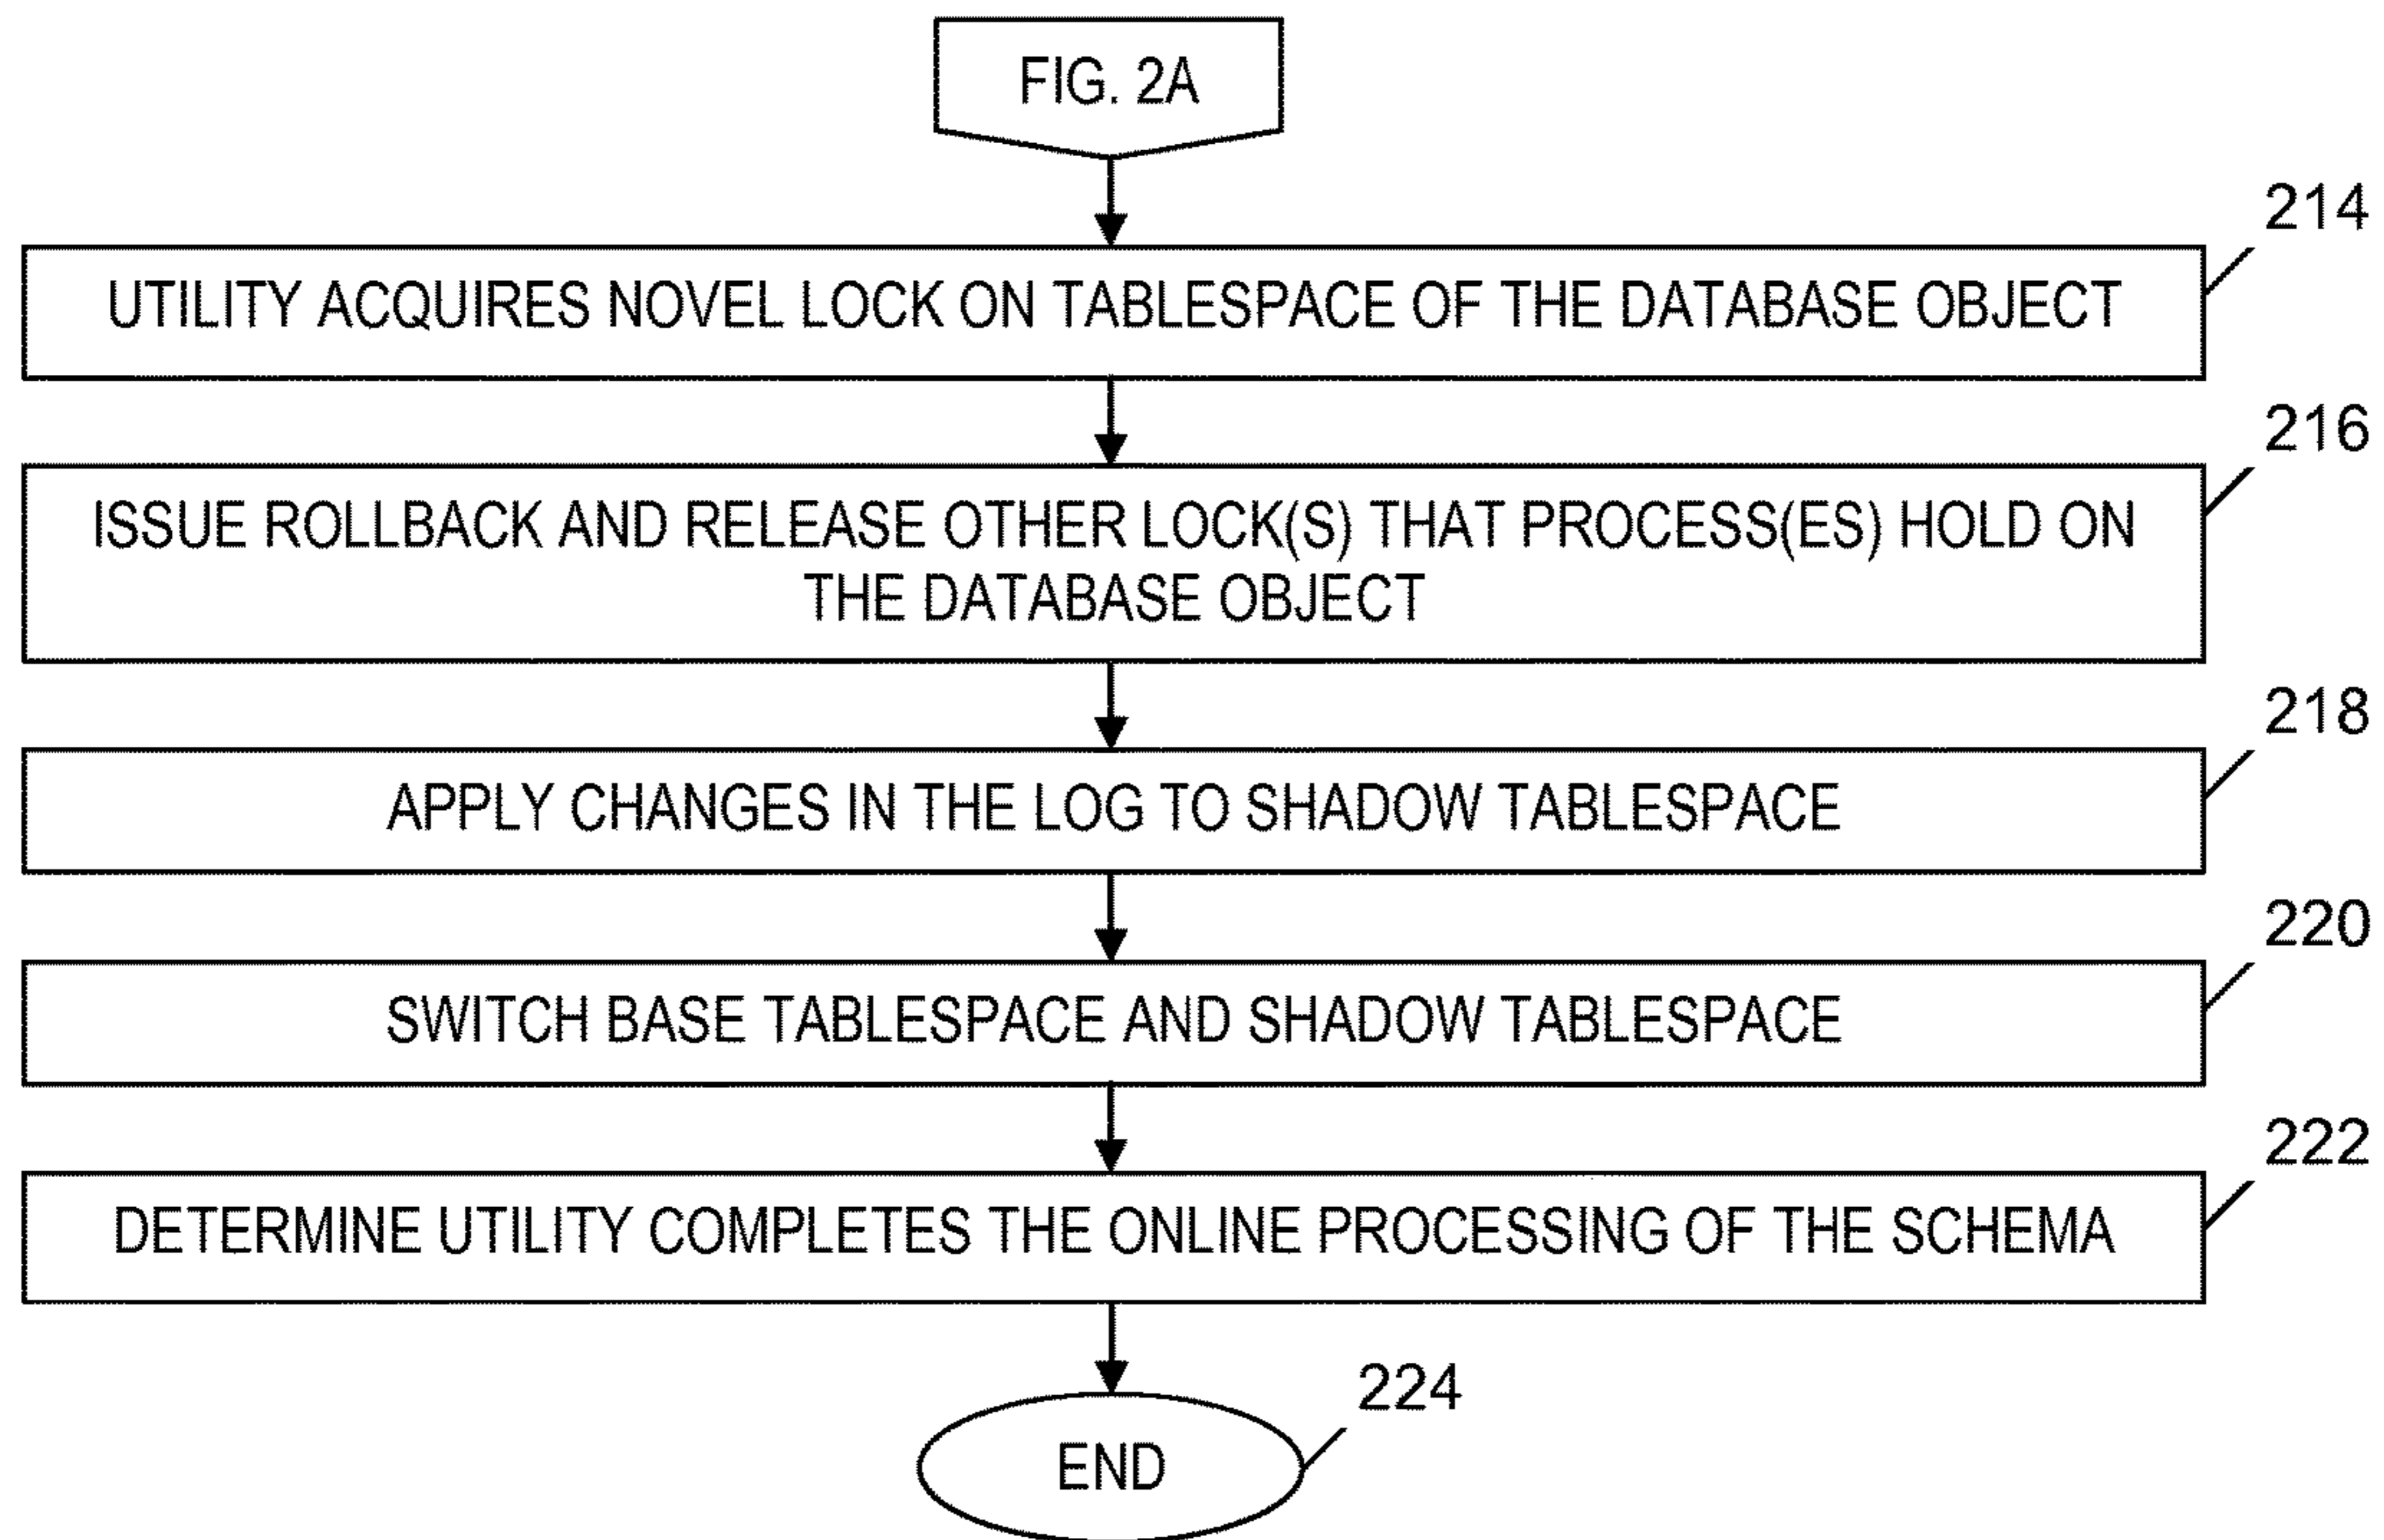 FIG. 2A
214
UTILITY ACQUIRES NOVEL LOCK ON TABLESPACE OF THE DATABASE OBJECT
216
ISSUE ROLLBACK AND RELEASE OTHER LOCK(S) THAT PROCESS(ES) HOLD ON
THE DATABASE OBJECT
218
APPLY CHANGES IN THE LOG TO SHADOW TABLESPACE
220
SWITCH BASE TABLESPACE AND SHADOW TABLESPACE
222
DETERMINE UTILITY COMPLETES THE ONLINE PROCESSING OF THE SCHEMA
224
END